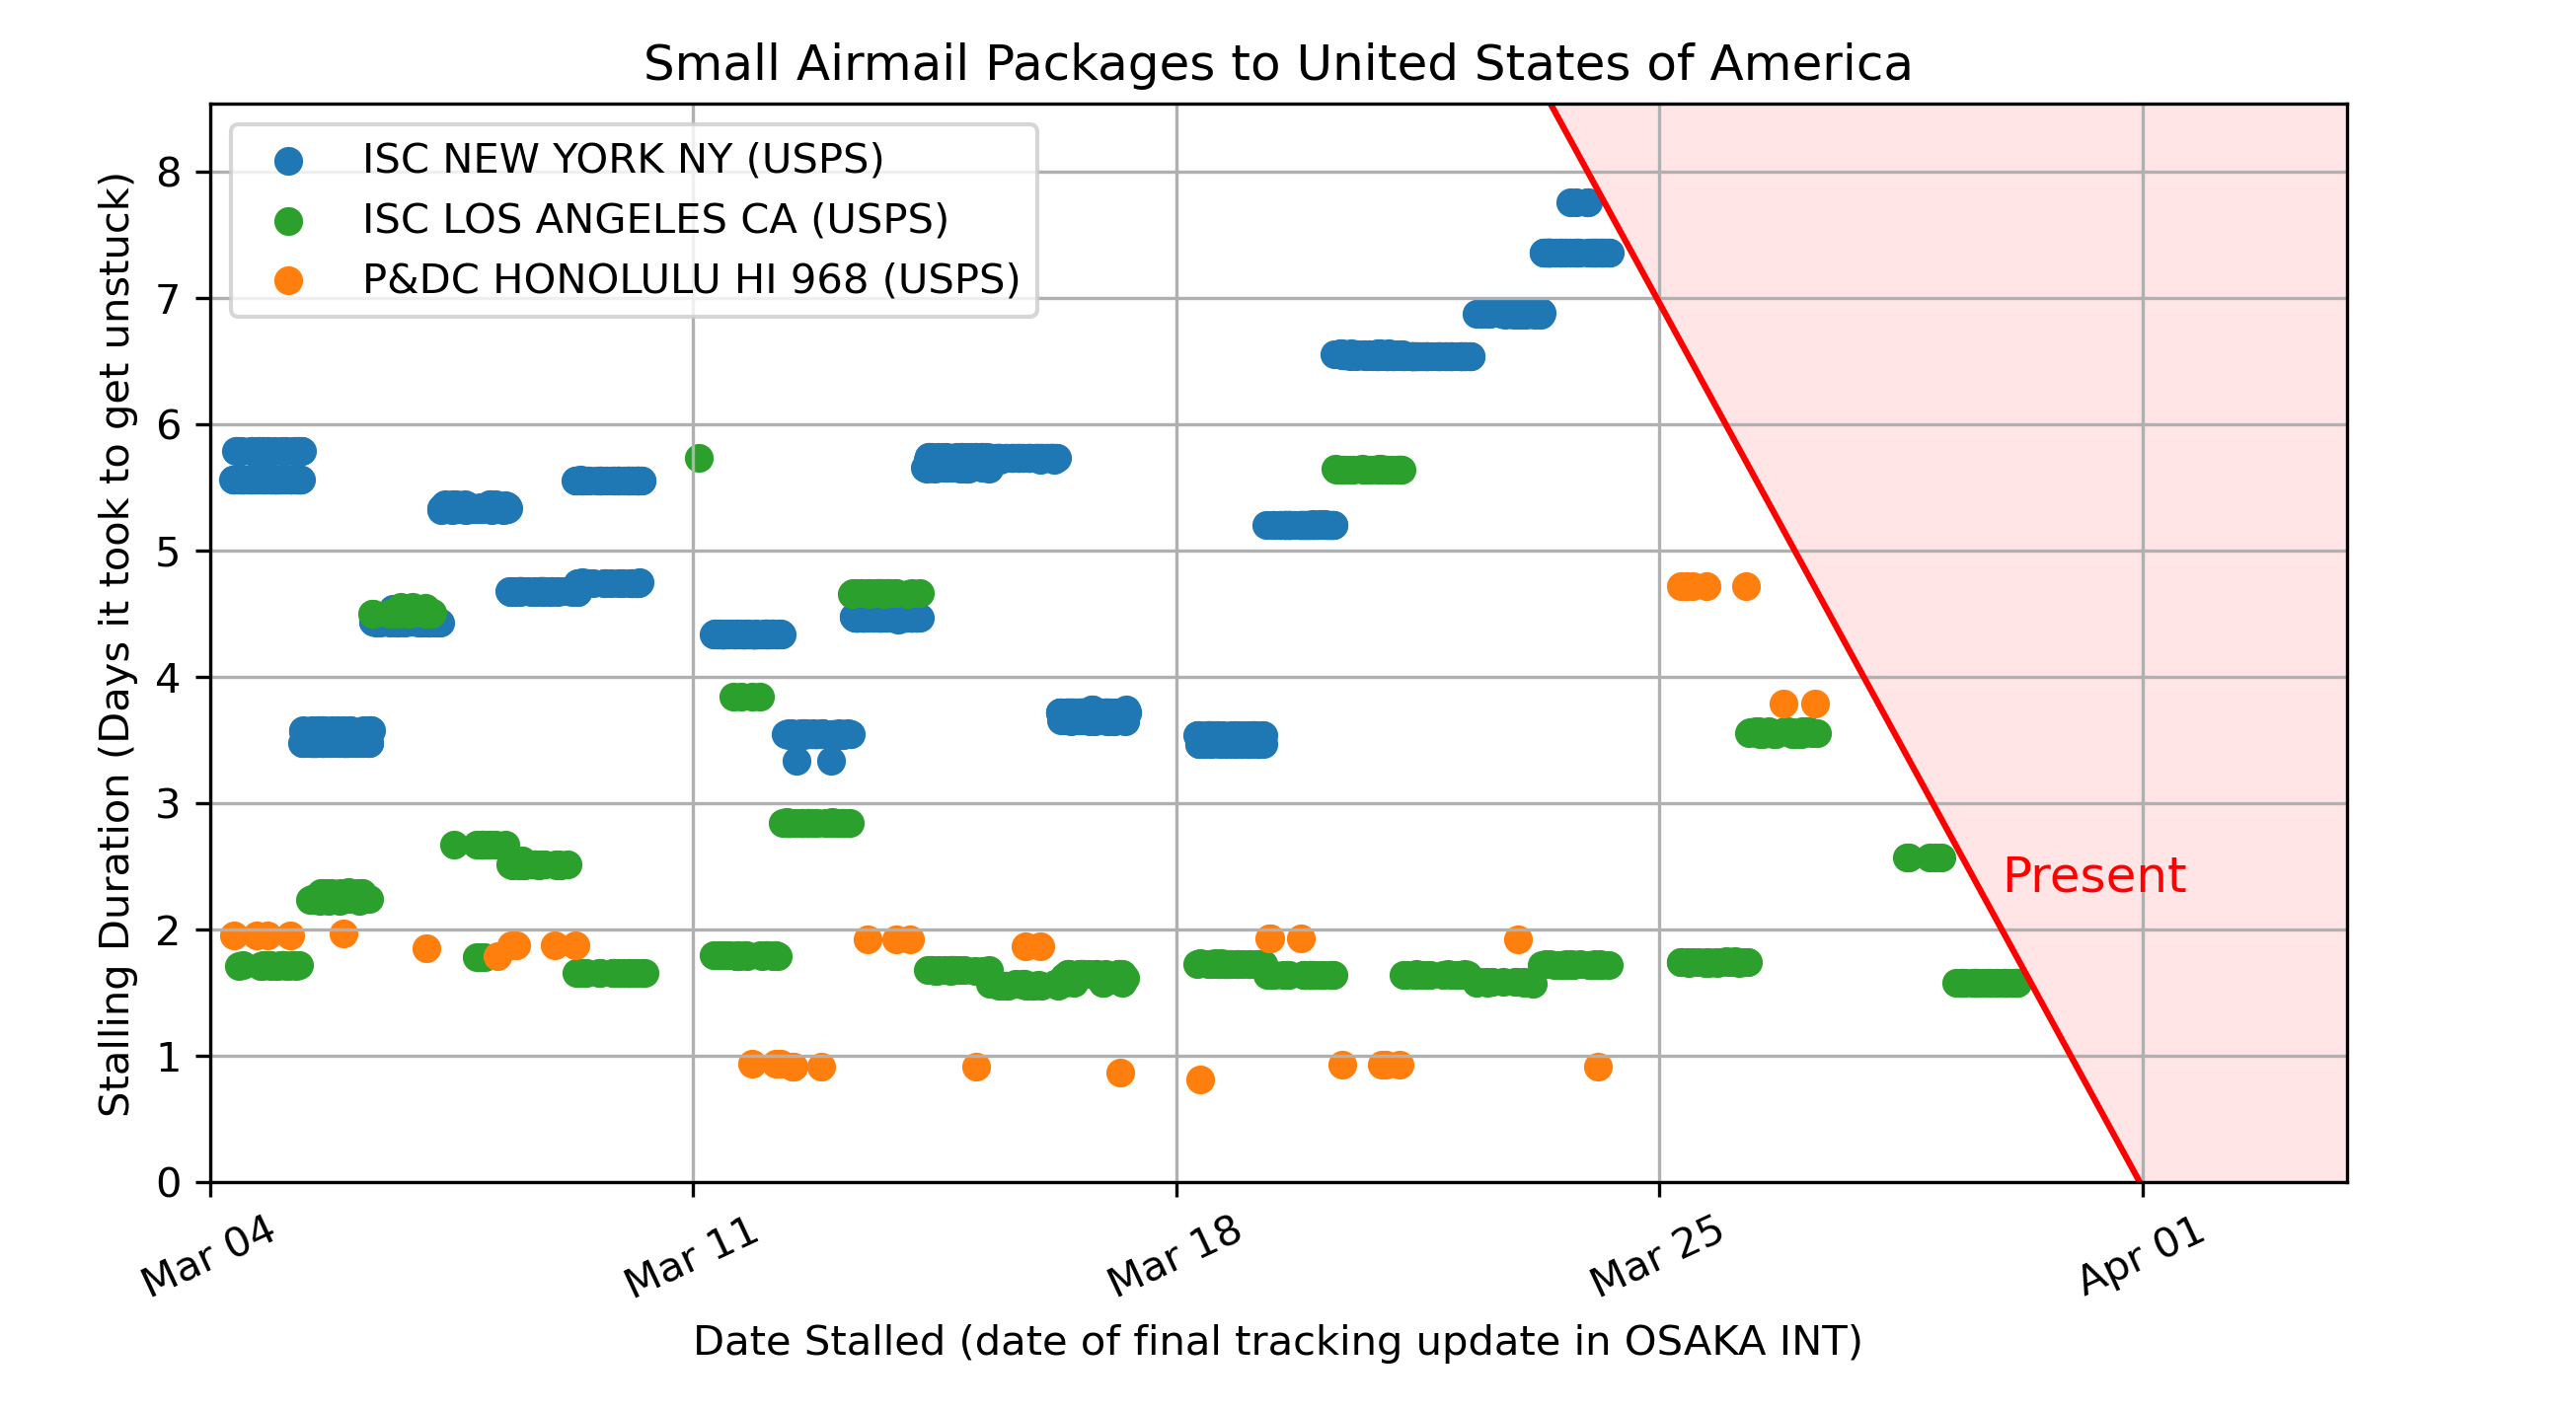 Small Airmail Packages to United States of America
ISC NEW YORK NY (USPS)
ISC LOS ANGELES CA (USPS)
P&DC HONOLULU HI 968 (USPS)
Stalling Duration (Days it took to get unstuck)
8
7
6
5
4
3
2
1
0
Present
Mar 04
Mar 11
Mar 18
Mar 25
Apr 01
Date Stalled (date of final tracking update in OSAKA INT)